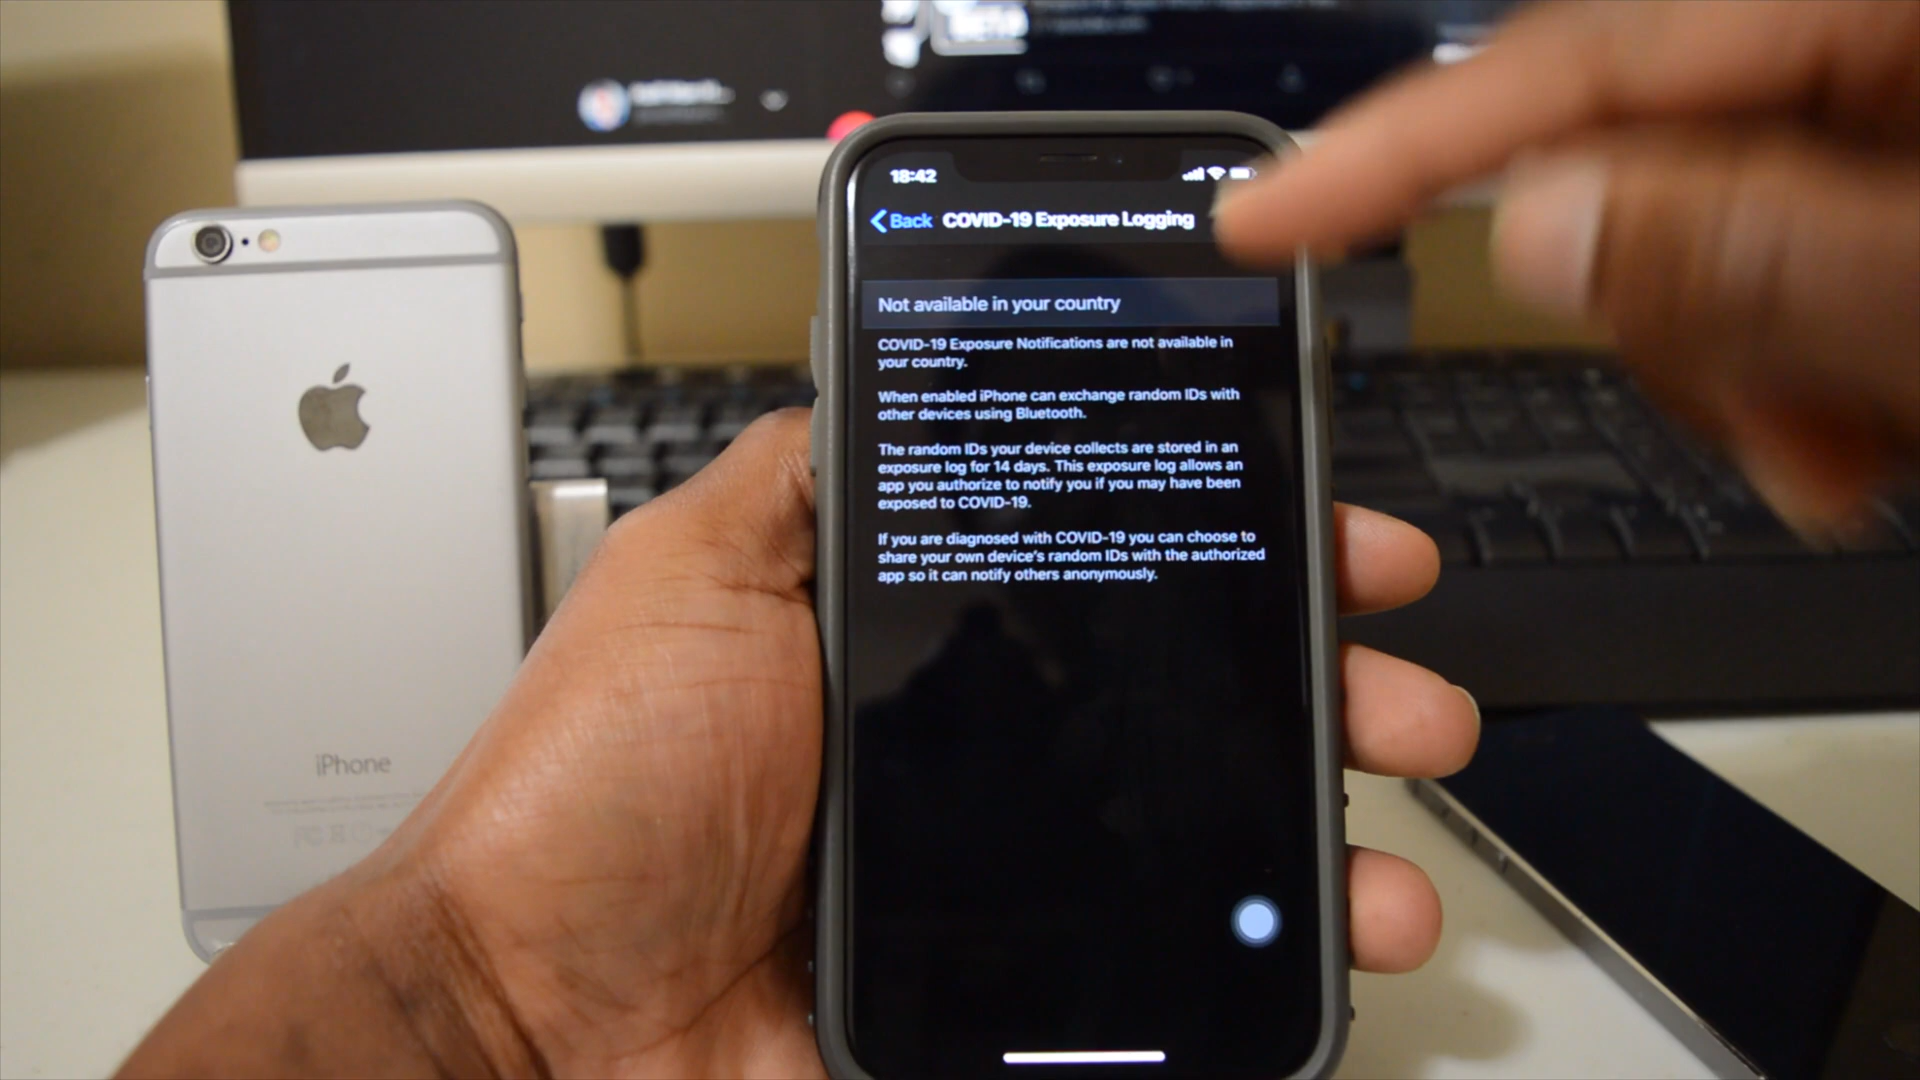 18:42
Back COVID-19 Exposure Logging
Not available in your country
COVID-19 Exposure Notifications are not available in
your country.
When enabled iPhone can exchange random IDs with
other devices using Bluetooth.
The random IDs your device collects are stored in an
exposure log for 14 days. This exposure log allows an
app you authorize to notify you if you may have been
exposed to COVID-19.
If you are diagnosed with COVID-19 you can choose to
share your own device's random IDs with the authorized
app so it can notify others anonymously.
iPhone